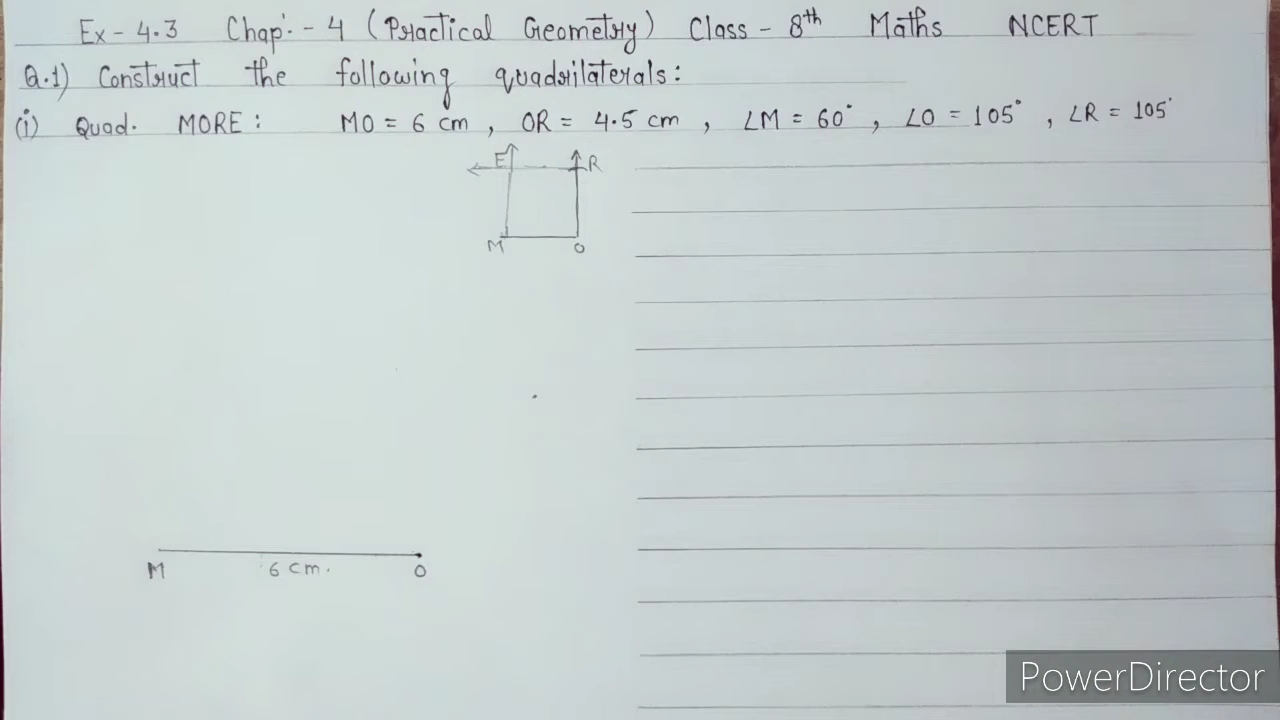 Ex - 4.3 Chap: - 4 (Practical Geometry) Class - 8th Maths NCERT
Q.1) Construct the following quadrilaterals:
(i) Quad. MORE: MO = 6 cm, OR = 4.5 cm, ∠M = 60°, ∠O = 105°, ∠R = 105°
E R
M O
M 6 cm. O
PowerDirector